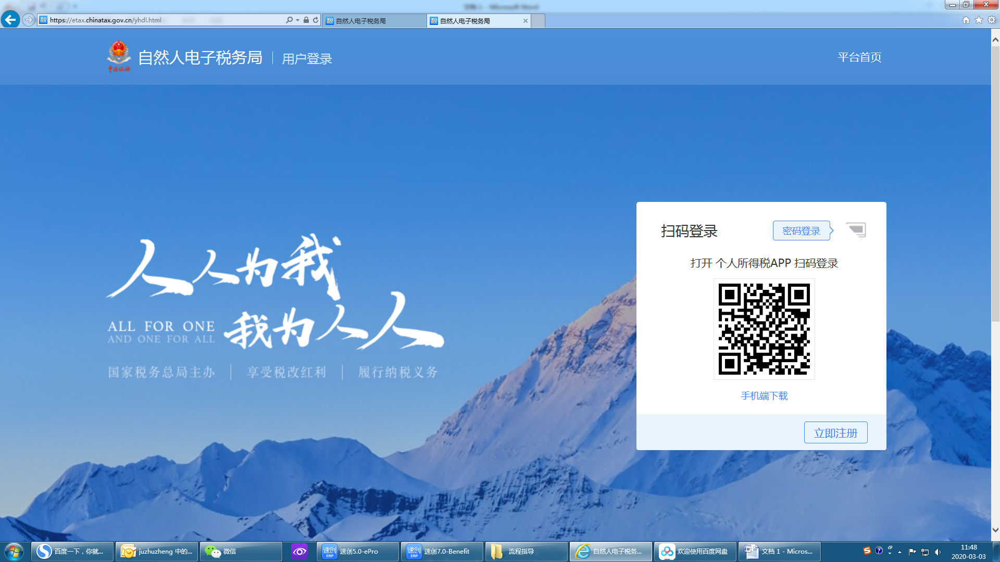 https://etax.chinatax.gov.cn/yhdl.html
自然人电子税务局
自然人电子税务局
自然人电子税务局
用户登录
平台首页
人人为我
我为人人
ALL FOR ONE
AND ONE FOR ALL
国家税务总局主办
享受税改红利
履行纳税义务
扫码登录
密码登录
打开 个人所得税APP 扫码登录
手机端下载
立即注册
百度一下，你就...
juzhuzheng 中的...
微信
速创5.0-ePro
速创7.0-Benefit
流程指导
自然人电子税务...
欢迎使用百度网盘
文档 1 - Micros...
11:48
2020-03-03